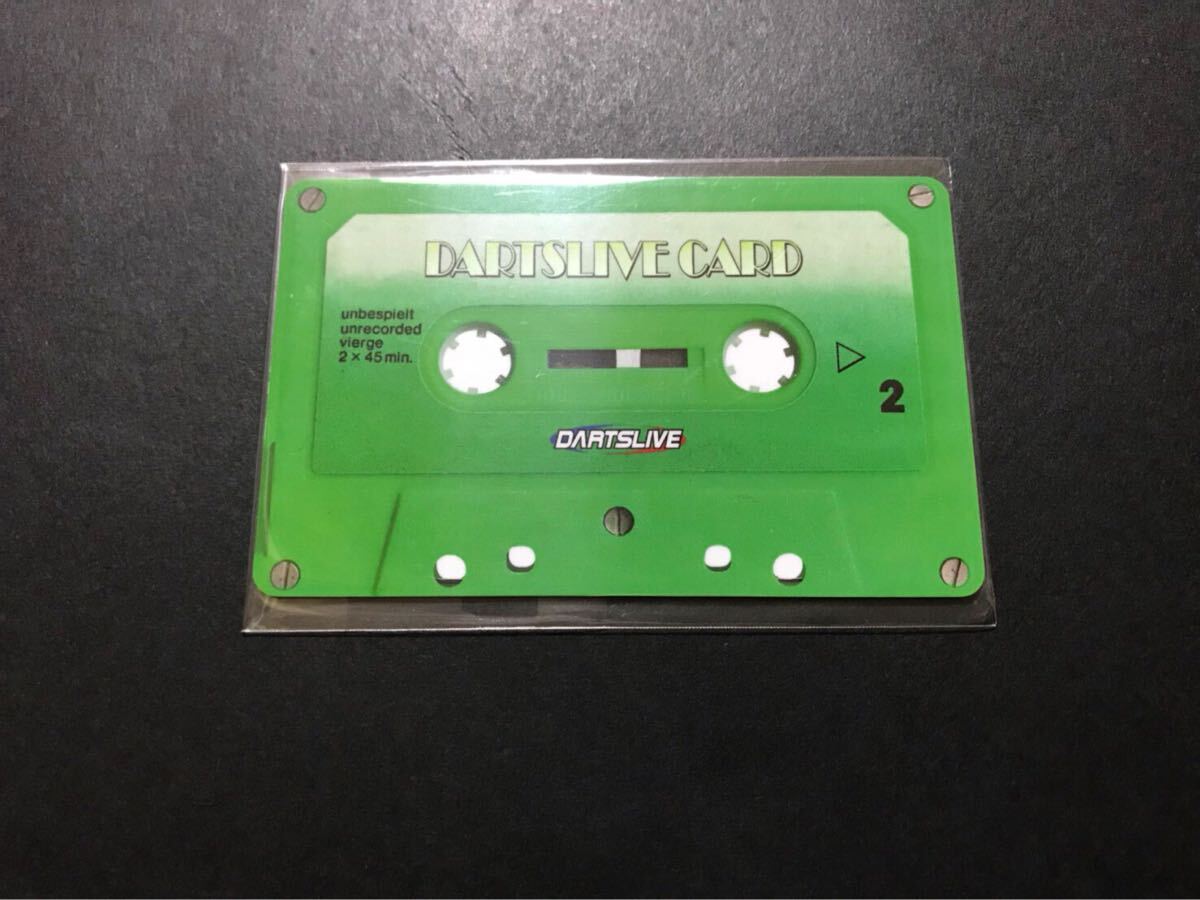 DARTSLIVE CARD
unbespielt
unrecorded
vierge
2 × 45 min.
2
DARTSLIVE